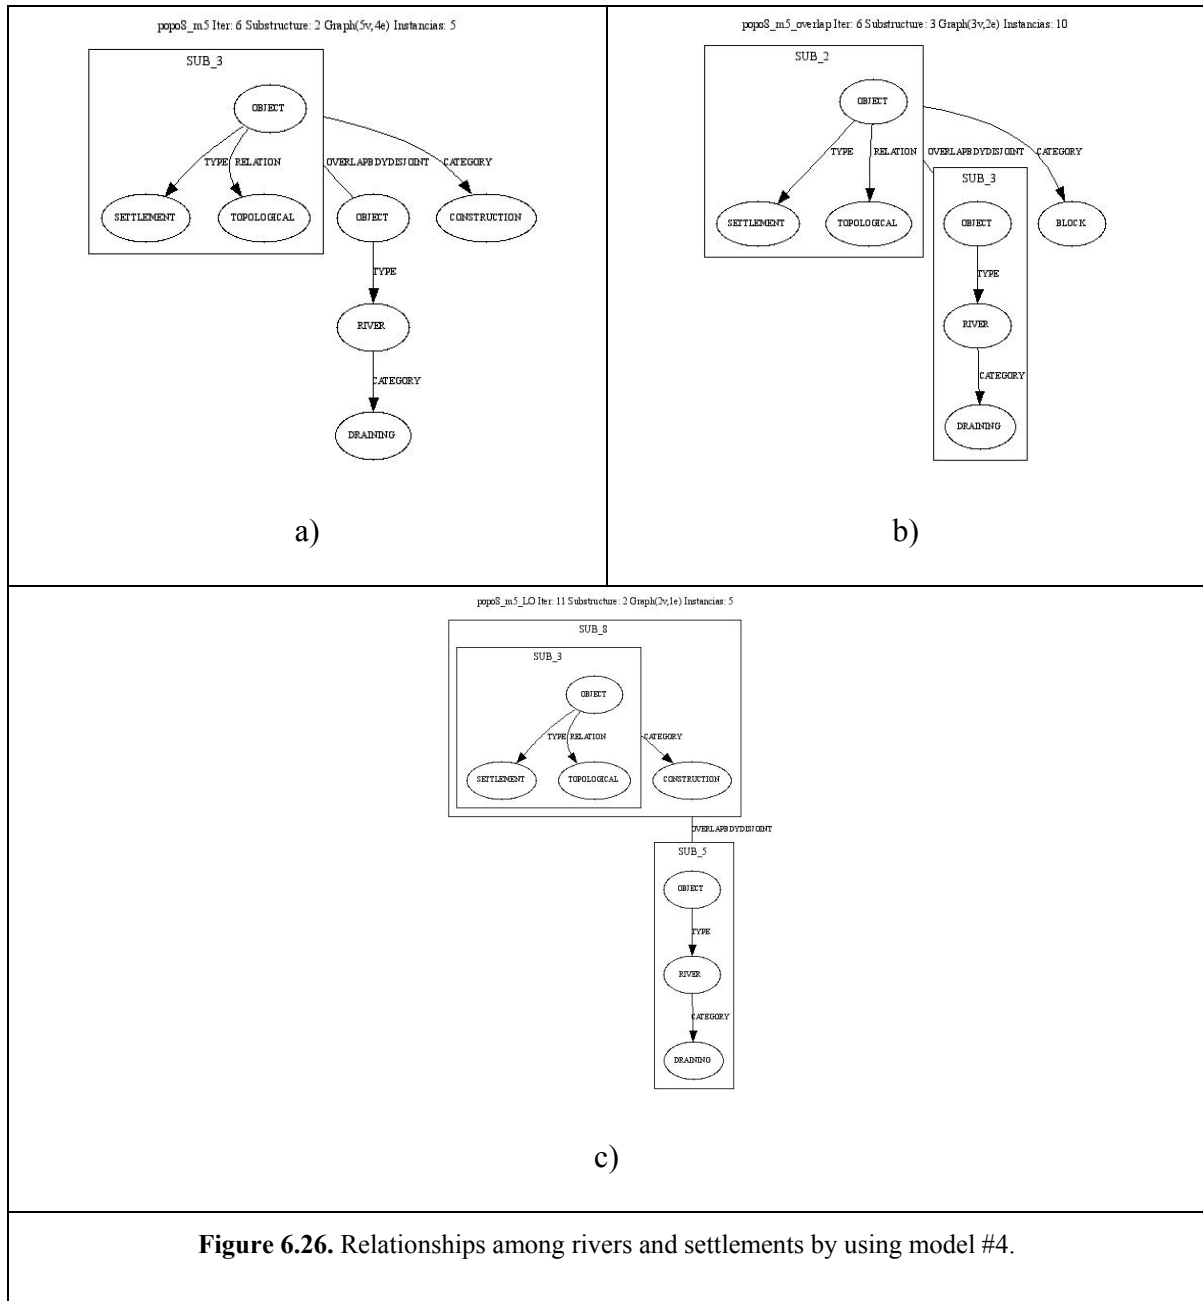 popo8_m5 Iter: 6 Substructure: 2 Graph(5v,4e) Instancias: 5
SUB_3
OBJECT
TYPE RELATION OVERLAPBDYDISJOINT CATEGORY
SETTLEMENT TOPOLOGICAL OBJECT CONSTRUCTION
TYPE
RIVER
CATEGORY
DRAINING
a)
popo8_m5_overlap Iter: 6 Substructure: 3 Graph(3v,2e) Instancias: 10
SUB_2
OBJECT
TYPE RELATION OVERLAPBDYDISJOINT CATEGORY
SUB_3
SETTLEMENT TOPOLOGICAL OBJECT BLOCK
TYPE
RIVER
CATEGORY
DRAINING
b)
popo8_m5_LO Iter: 11 Substructure: 2 Graph(2v,1e) Instancias: 5
SUB_8
SUB_3
OBJECT
TYPE RELATION CATEGORY
SETTLEMENT TOPOLOGICAL CONSTRUCTION
OVERLAPBDYDISJOINT
SUB_5
OBJECT
TYPE
RIVER
CATEGORY
DRAINING
c)
Figure 6.26. Relationships among rivers and settlements by using model #4.